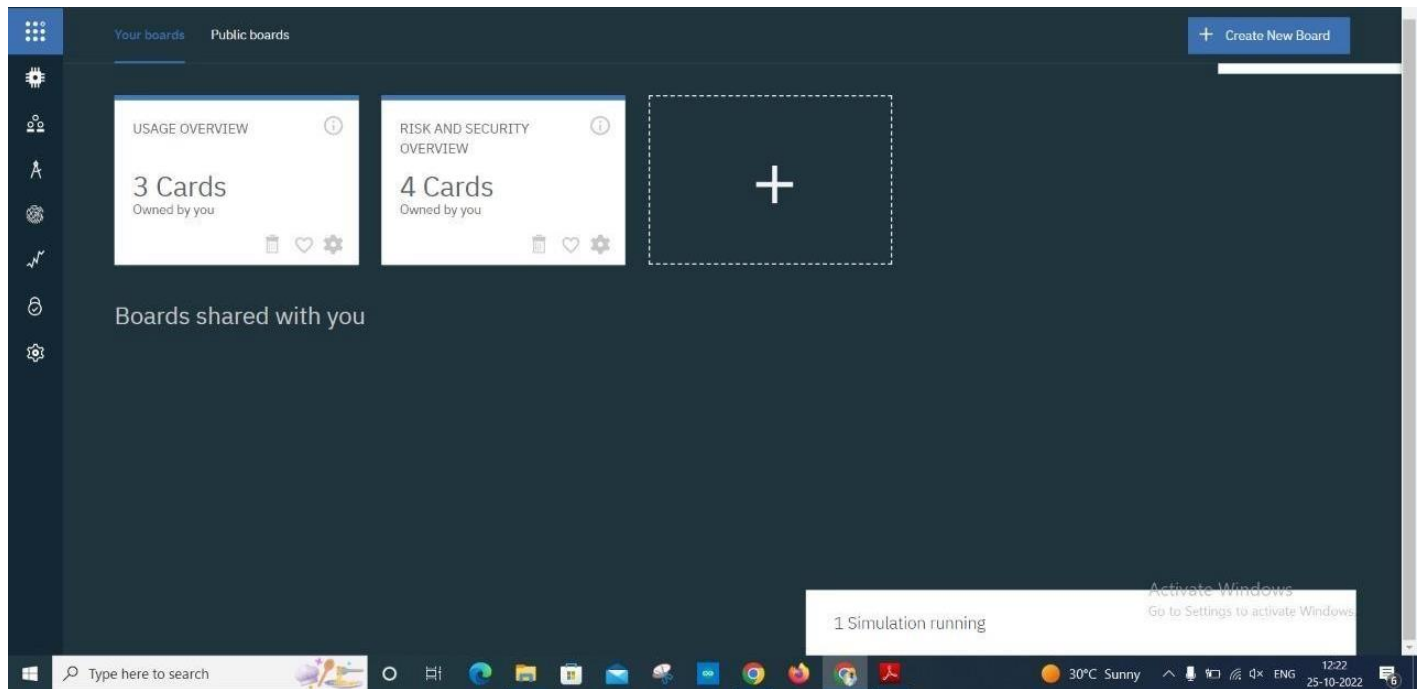 Your boards Public boards
+ Create New Board
USAGE OVERVIEW
3 Cards
Owned by you
RISK AND SECURITY
OVERVIEW
4 Cards
Owned by you
Boards shared with you
1 Simulation running
Activate Windows
Go to Settings to activate Windows.
Type here to search
30°C Sunny
ENG
12:22
25-10-2022
6